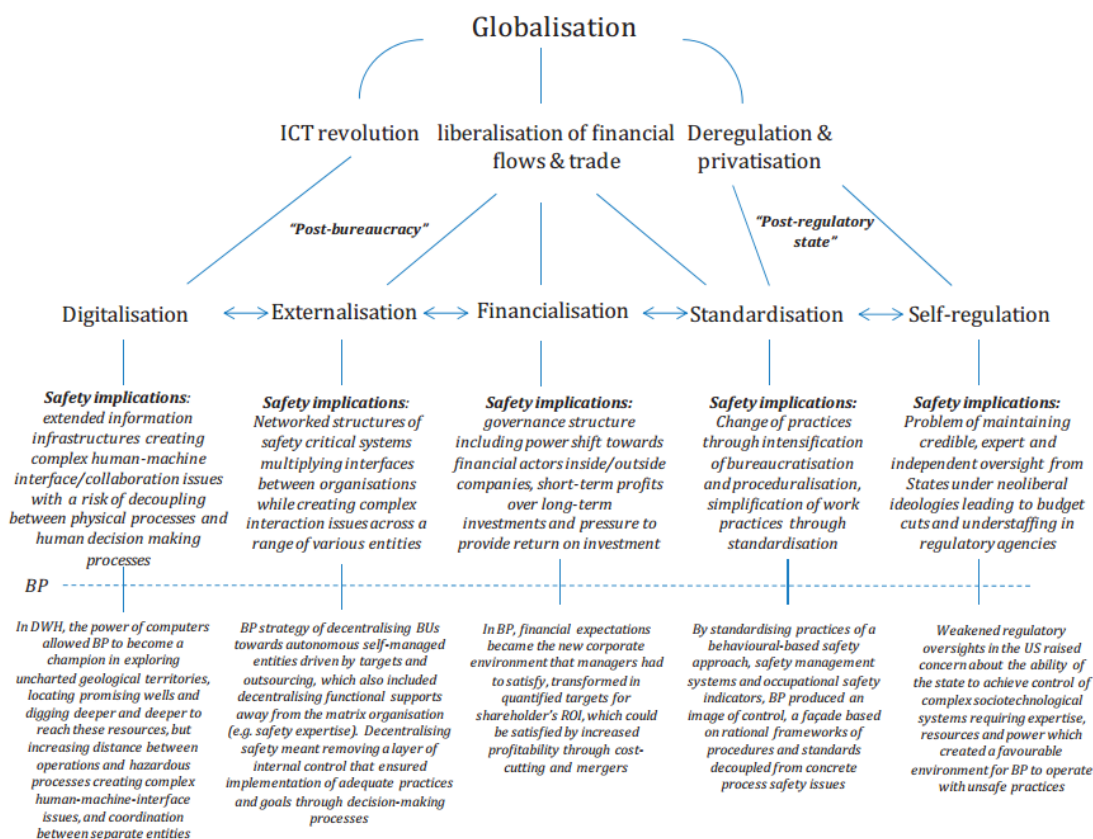 Globalisation
ICT revolution
liberalisation of financial
flows & trade
Deregulation &
privatisation
“Post-bureaucracy”
“Post-regulatory
state”
Digitalisation
Externalisation
Financialisation
Standardisation
Self-regulation
Safety implications:
extended information
infrastructures creating
complex human-machine
interface/collaboration issues
with a risk of decoupling
between physical processes and
human decision making
processes
Safety implications:
Networked structures of
safety critical systems
multiplying interfaces
between organisations
while creating complex
interaction issues across a
range of various entities
Safety implications:
governance structure
including power shift towards
financial actors inside/outside
companies, short-term profits
over long-term
investments and pressure to
provide return on investment
Safety implications:
Change of practices
through intensification
of bureaucratisation
and proceduralisation,
simplification of work
practices through
standardisation
Safety implications:
Problem of maintaining
credible, expert and
independent oversight from
States under neoliberal
ideologies leading to budget
cuts and understaffing in
regulatory agencies
BP
In DWH, the power of computers
allowed BP to become a
champion in exploring
uncharted geological territories,
locating promising wells and
digging deeper and deeper to
reach these resources, but
increasing distance between
operations and hazardous
processes creating complex
human-machine-interface
issues, and coordination
between separate entities
BP strategy of decentralising BUs
towards autonomous self-managed
entities driven by targets and
outsourcing, which also included
decentralising functional supports
away from the matrix organisation
(e.g. safety expertise). Decentralising
safety meant removing a layer of
internal control that ensured
implementation of adequate practices
and goals through decision-making
processes
In BP, financial expectations
became the new corporate
environment that managers had
to satisfy, transformed in
quantified targets for
shareholder's ROI, which could
be satisfied by increased
profitability through cost-
cutting and mergers
By standardising practices of a
behavioural-based safety
approach, safety management
systems and occupational safety
indicators, BP produced an
image of control, a façade based
on rational frameworks of
procedures and standards
decoupled from concrete
process safety issues
Weakened regulatory
oversights in the US raised
concern about the ability of
the state to achieve control of
complex sociotechnological
systems requiring expertise,
resources and power which
created a favourable
environment for BP to operate
with unsafe practices